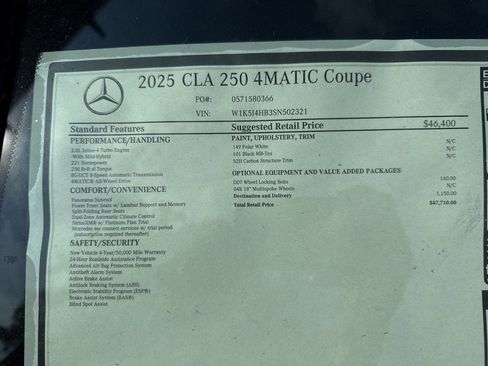 2025 CLA 250 4MATIC Coupe
PO#: 0571580366
VIN: W1K5J4HB3SN502321
Standard Features
Suggested Retail Price $46,400
PERFORMANCE/HANDLING
2.0L Inline-4 Turbo Engine
With Mild Hybrid
221 Horsepower
258 lb-ft of Torque
8G-DCT 8-Speed Automatic Transmission
4MATIC® All-Wheel Drive
COMFORT/CONVENIENCE
Panorama Sunroof
Power Front Seats w/ Lumbar Support and Memory
Split-Folding Rear Seats
Dual-Zone Automatic Climate Control
SiriusXM® w/ Platinum Plan Trial
Mercedes me connect services w/ trial period
(subscription required thereafter)
SAFETY/SECURITY
New Vehicle 4-Year/50,000 Mile Warranty
24-Hour Roadside Assistance Program
Advanced Air Bag Protection System
Antitheft Alarm System
Active Brake Assist
Antilock Braking System (ABS)
Electronic Stability Program (ESP®)
Brake Assist System (BAS®)
Blind Spot Assist
PAINT, UPHOLSTERY, TRIM
149 Polar White N/C
101 Black MB-Tex N/C
52H Carbon Structure Trim N/C
OPTIONAL EQUIPMENT AND VALUE ADDED PACKAGES
D07 Wheel Locking Bolts 160.00
04R 18" Multispoke Wheels N/C
Destination and Delivery 1,150.00
Total Retail Price $47,710.00